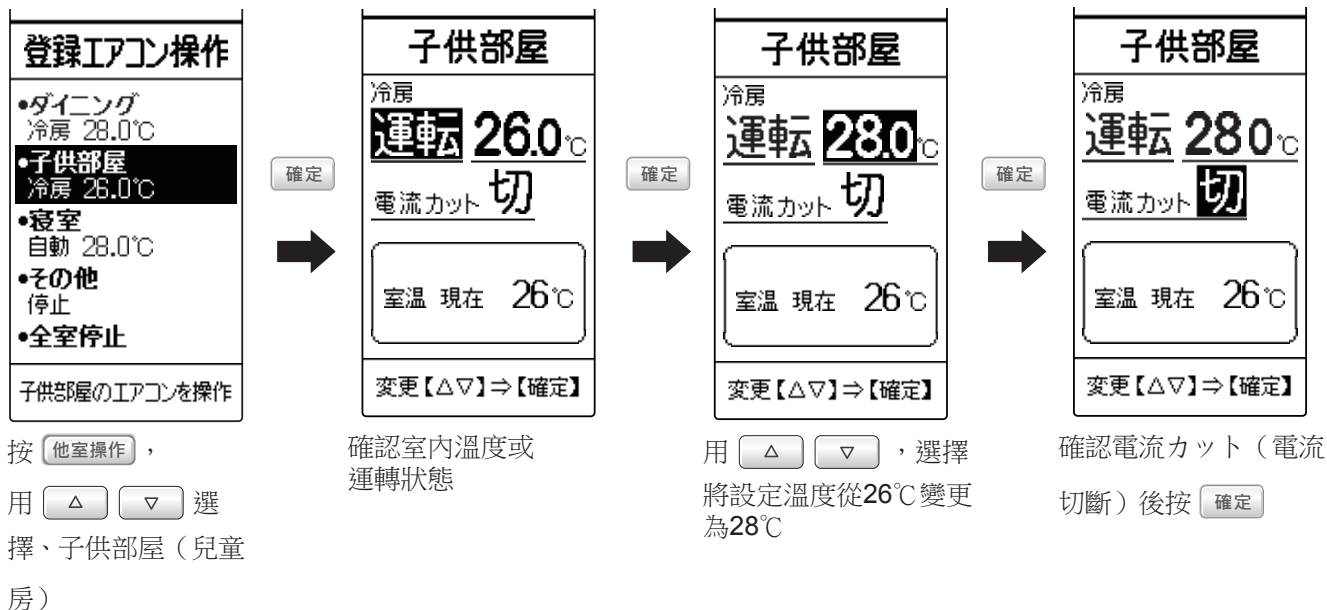 登録エアコン操作
•ダイニング
冷房 28.0℃
•子供部屋
冷房 26.0℃
•寝室
自動 28.0℃
•その他
停止
•全室停止
子供部屋のエアコンを操作
按 他室操作 ，
用 △ ▽ 選
擇、子供部屋（兒童
房）
確定
子供部屋
冷房
運転 26.0℃
電流カット 切
室温 現在 26℃
変更【△▽】⇒【確定】
確認室內溫度或
運轉狀態
確定
子供部屋
冷房
運転 28.0℃
電流カット 切
室温 現在 26℃
変更【△▽】⇒【確定】
用 △ ▽ ，選擇
將設定溫度從26℃變更
為28℃
確定
子供部屋
冷房
運転 28 0℃
電流カット 切
室温 現在 26℃
変更【△▽】⇒【確定】
確認電流カット（電流
切斷）後按 確定